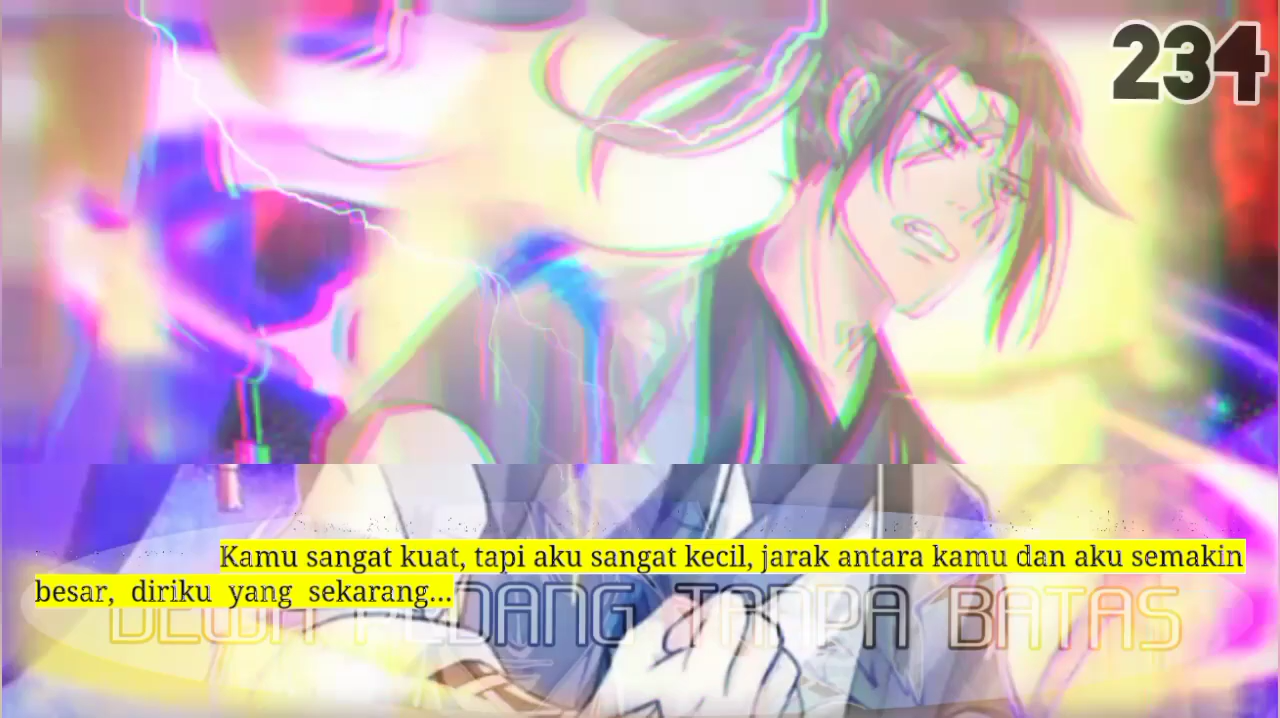 234
Kamu sangat kuat, tapi aku sangat kecil, jarak antara kamu dan aku semakin
besar, diriku yang sekarang...
DEWA PEDANG TANPA BATAS